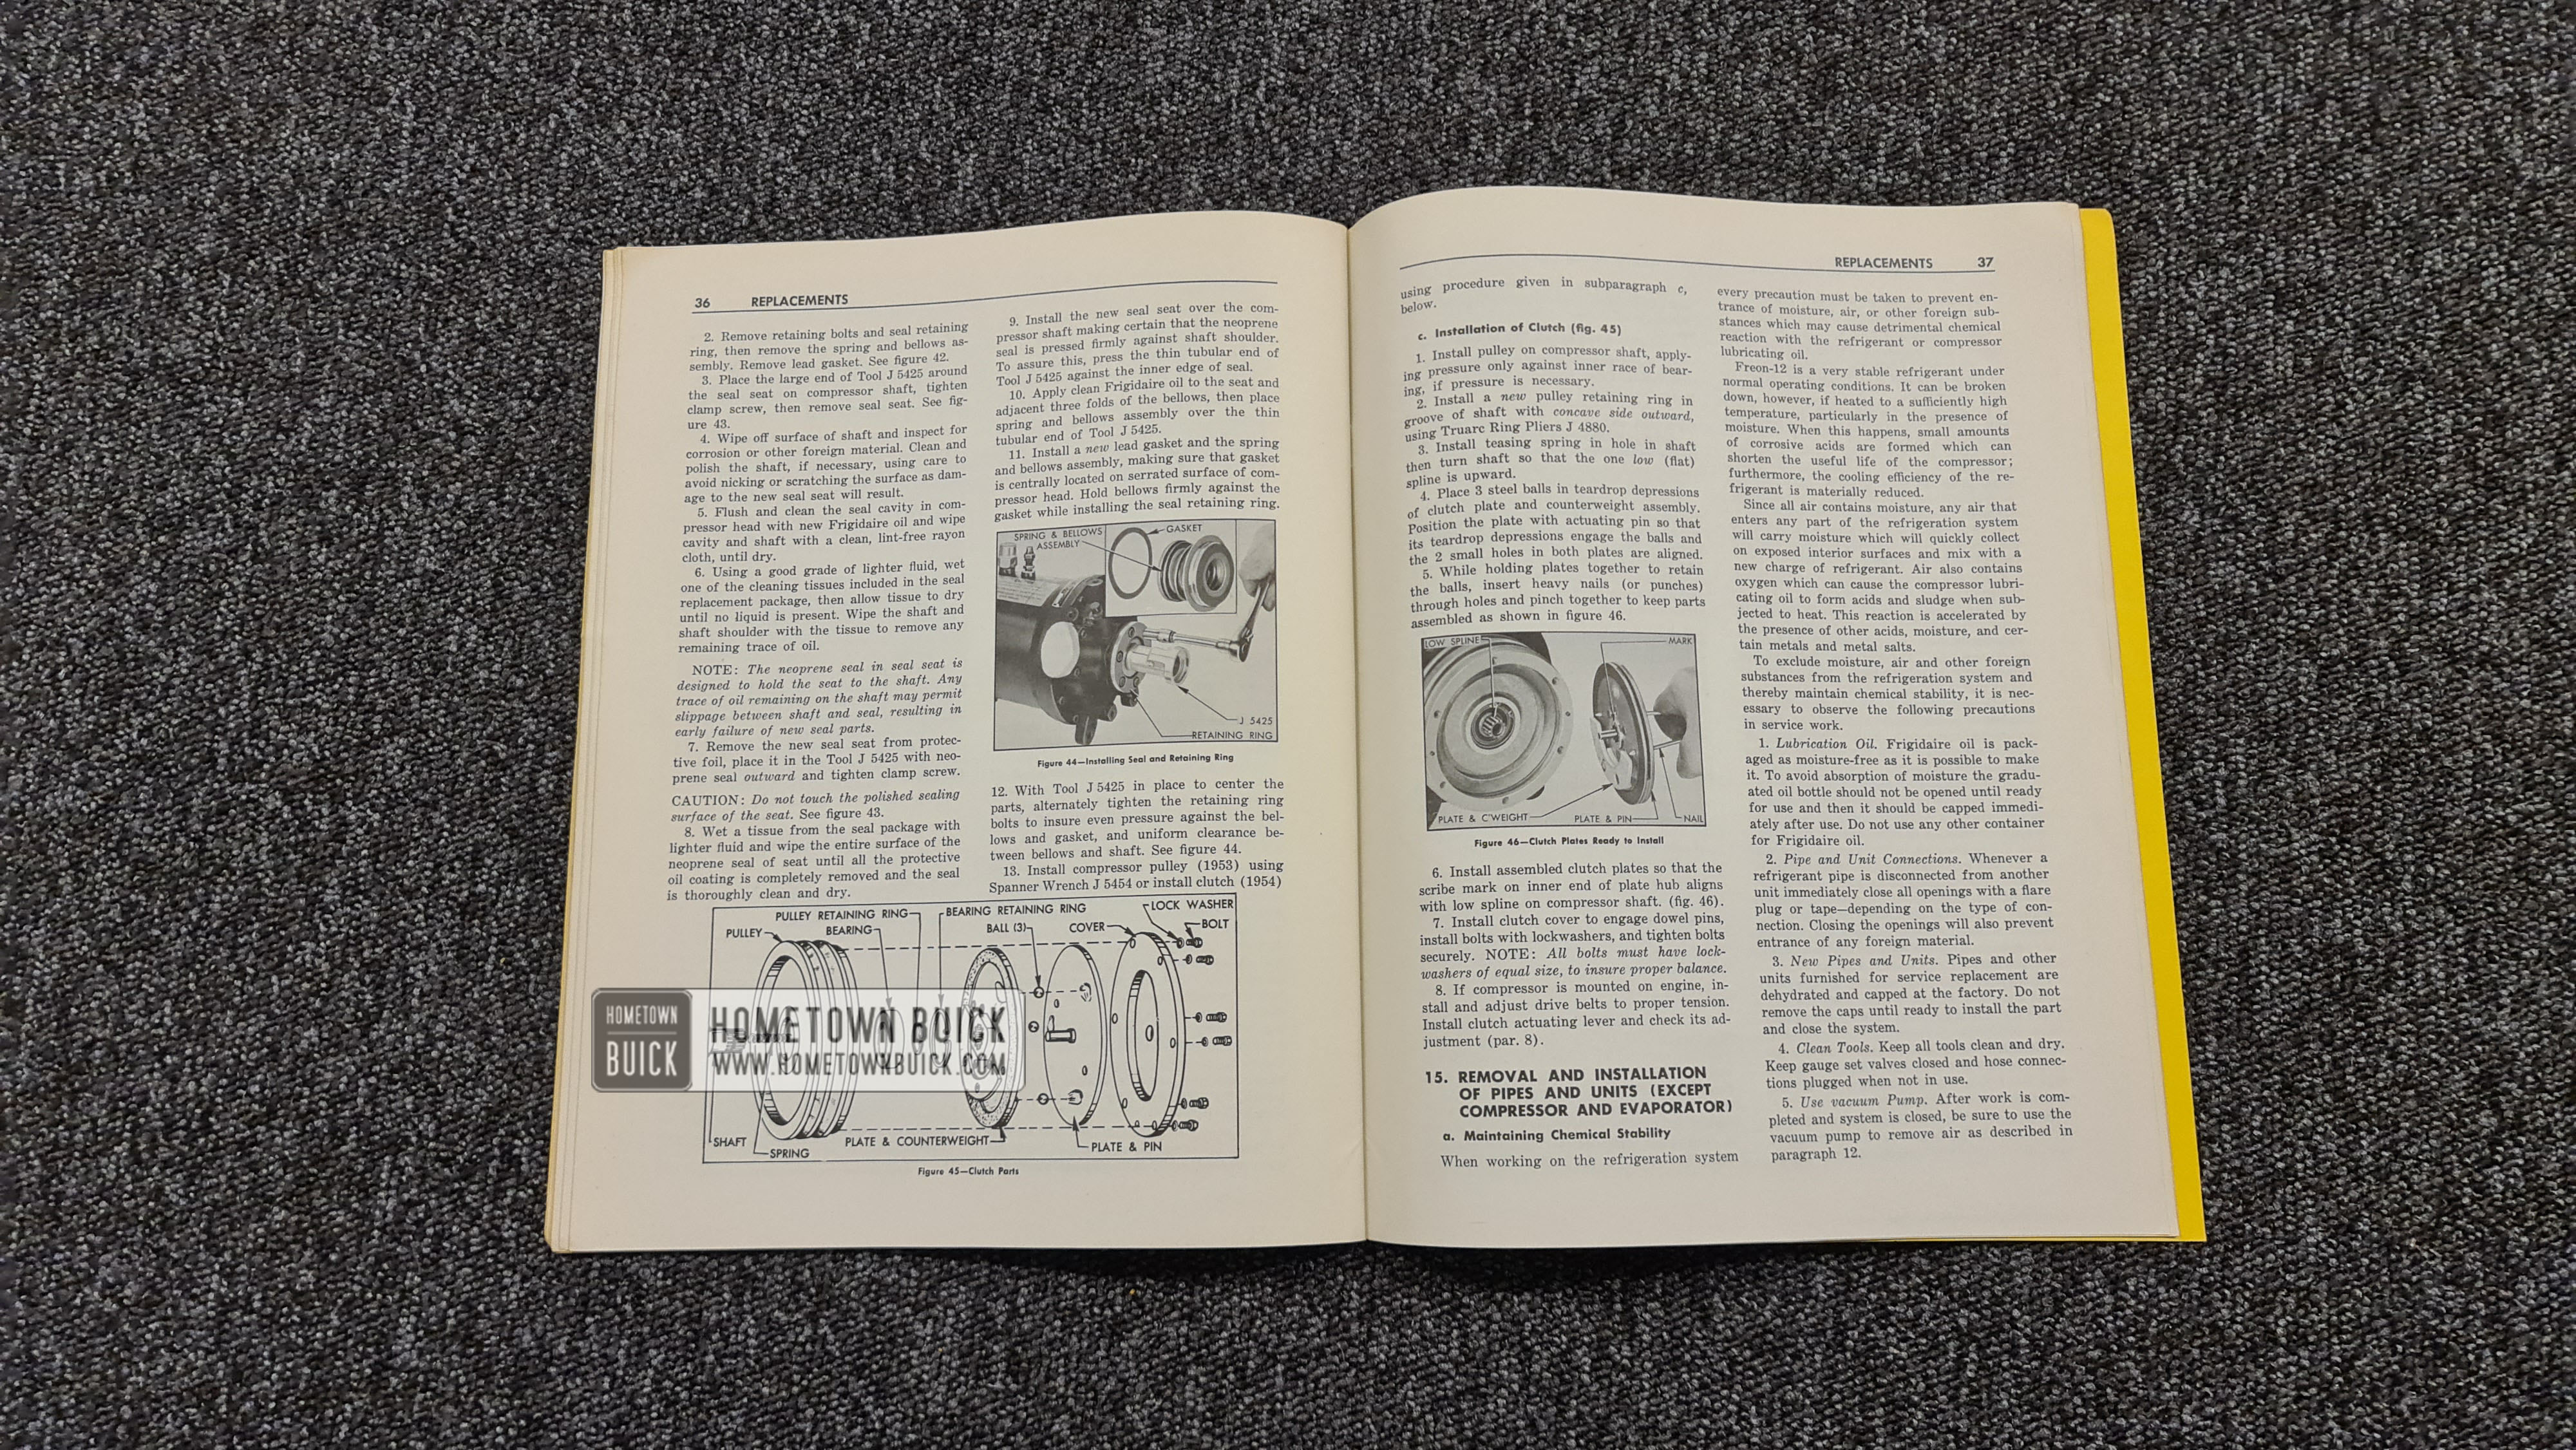 36 REPLACEMENTS
2. Remove retaining bolts and seal retaining
ring, then remove the spring and bellows as-
sembly. Remove lead gasket. See figure 42.
3. Place the large end of Tool J 5425 around
the seal seat on compressor shaft, tighten
clamp screw, then remove seal seat. See fig-
ure 43.
4. Wipe off surface of shaft and inspect for
corrosion or other foreign material. Clean and
polish the shaft, if necessary, using care to
avoid nicking or scratching the surface as dam-
age to the new seal seat will result.
5. Flush and clean the seal cavity in com-
pressor head with new Frigidaire oil and wipe
cavity and shaft with a clean, lint-free rayon
cloth, until dry.
6. Using a good grade of lighter fluid, wet
one of the cleaning tissues included in the seal
replacement package, then allow tissue to dry
until no liquid is present. Wipe the shaft and
shaft shoulder with the tissue to remove any
remaining trace of oil.
NOTE: The neoprene seal in seal seat is
designed to hold the seat to the shaft. Any
trace of oil remaining on the shaft may permit
slippage between shaft and seal, resulting in
early failure of new seal parts.
7. Remove the new seal seat from protec-
tive foil, place it in the Tool J 5425 with neo-
prene seal outward and tighten clamp screw.
CAUTION: Do not touch the polished sealing
surface of the seat. See figure 43.
8. Wet a tissue from the seal package with
lighter fluid and wipe the entire surface of the
neoprene seal of seat until all the protective
oil coating is completely removed and the seal
is thoroughly clean and dry.
9. Install the new seal seat over the com-
pressor shaft making certain that the neoprene
seal is pressed firmly against shaft shoulder.
To assure this, press the thin tubular end of
Tool J 5425 against the inner edge of seal.
10. Apply clean Frigidaire oil to the seat and
adjacent three folds of the bellows, then place
spring and bellows assembly over the thin
tubular end of Tool J 5425.
11. Install a new lead gasket and the spring
and bellows assembly, making sure that gasket
is centrally located on serrated surface of com-
pressor head. Hold bellows firmly against the
gasket while installing the seal retaining ring.
SPRING & BELLOWS
ASSEMBLY
GASKET
J 5425
RETAINING RING
Figure 44—Installing Seal and Retaining Ring
12. With Tool J 5425 in place to center the
parts, alternately tighten the retaining ring
bolts to insure even pressure against the bel-
lows and gasket, and uniform clearance be-
tween bellows and shaft. See figure 44.
13. Install compressor pulley (1953) using
Spanner Wrench J 5454 or install clutch (1954)
PULLEY RETAINING RING
BEARING RETAINING RING
LOCK WASHER
PULLEY
BEARING
BALL (3)
COVER
BOLT
HOMETOWN
BUICK
HOMETOWN BUICK
WWW.HOMETOWNBUICK.COM
SHAFT
SPRING
PLATE & COUNTERWEIGHT
PLATE & PIN
Figure 45—Clutch Parts
REPLACEMENTS 37
using procedure given in subparagraph c,
below.
c. Installation of Clutch (fig. 45)
1. Install pulley on compressor shaft, apply-
ing pressure only against inner race of bear-
ing, if pressure is necessary.
2. Install a new pulley retaining ring in
groove of shaft with concave side outward,
using Truarc Ring Pliers J 4880.
3. Install teasing spring in hole in shaft
then turn shaft so that the one low (flat)
spline is upward.
4. Place 3 steel balls in teardrop depressions
of clutch plate and counterweight assembly.
Position the plate with actuating pin so that
its teardrop depressions engage the balls and
the 2 small holes in both plates are aligned.
5. While holding plates together to retain
the balls, insert heavy nails (or punches)
through holes and pinch together to keep parts
assembled as shown in figure 46.
LOW SPLINE
MARK
PLATE & C'WEIGHT
PLATE & PIN
NAIL
Figure 46—Clutch Plates Ready to Install
6. Install assembled clutch plates so that the
scribe mark on inner end of plate hub aligns
with low spline on compressor shaft. (fig. 46).
7. Install clutch cover to engage dowel pins,
install bolts with lockwashers, and tighten bolts
securely. NOTE: All bolts must have lock-
washers of equal size, to insure proper balance.
8. If compressor is mounted on engine, in-
stall and adjust drive belts to proper tension.
Install clutch actuating lever and check its ad-
justment (par. 8).
15. REMOVAL AND INSTALLATION
OF PIPES AND UNITS (EXCEPT
COMPRESSOR AND EVAPORATOR)
a. Maintaining Chemical Stability
When working on the refrigeration system
every precaution must be taken to prevent en-
trance of moisture, air, or other foreign sub-
stances which may cause detrimental chemical
reaction with the refrigerant or compressor
lubricating oil.
Freon-12 is a very stable refrigerant under
normal operating conditions. It can be broken
down, however, if heated to a sufficiently high
temperature, particularly in the presence of
moisture. When this happens, small amounts
of corrosive acids are formed which can
shorten the useful life of the compressor;
furthermore, the cooling efficiency of the re-
frigerant is materially reduced.
Since all air contains moisture, any air that
enters any part of the refrigeration system
will carry moisture which will quickly collect
on exposed interior surfaces and mix with a
new charge of refrigerant. Air also contains
oxygen which can cause the compressor lubri-
cating oil to form acids and sludge when sub-
jected to heat. This reaction is accelerated by
the presence of other acids, moisture, and cer-
tain metals and metal salts.
To exclude moisture, air and other foreign
substances from the refrigeration system and
thereby maintain chemical stability, it is nec-
essary to observe the following precautions
in service work.
1. Lubrication Oil. Frigidaire oil is pack-
aged as moisture-free as it is possible to make
it. To avoid absorption of moisture the gradu-
ated oil bottle should not be opened until ready
for use and then it should be capped immedi-
ately after use. Do not use any other container
for Frigidaire oil.
2. Pipe and Unit Connections. Whenever a
refrigerant pipe is disconnected from another
unit immediately close all openings with a flare
plug or tape—depending on the type of con-
nection. Closing the openings will also prevent
entrance of any foreign material.
3. New Pipes and Units. Pipes and other
units furnished for service replacement are
dehydrated and capped at the factory. Do not
remove the caps until ready to install the part
and close the system.
4. Clean Tools. Keep all tools clean and dry.
Keep gauge set valves closed and hose connec-
tions plugged when not in use.
5. Use vacuum Pump. After work is com-
pleted and system is closed, be sure to use the
vacuum pump to remove air as described in
paragraph 12.